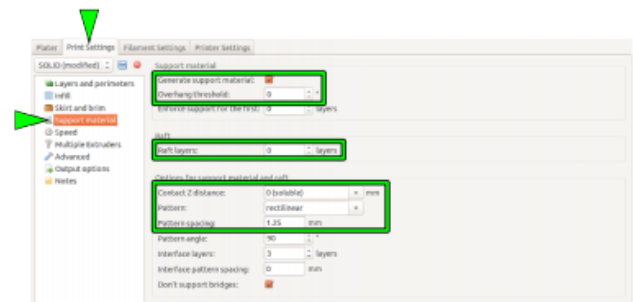 Plater Print Settings Filament Settings Printer Settings
SOLID (modified)
Support material
Layers and perimeters
Generate support material:
Infill
Overhang threshold: 0 °
Skirt and brim
Enforce support for the first: 0 layers
Support material
Speed
Raft
Multiple Extruders
Raft layers: 0 layers
Advanced
Output options
Options for support material and raft
Notes
Contact Z distance: 0 (soluble) mm
Pattern: rectilinear
Pattern spacing: 1.35 mm
Pattern angle: 90 °
Interface layers: 3 layers
Interface pattern spacing: 0 mm
Don't support bridges: